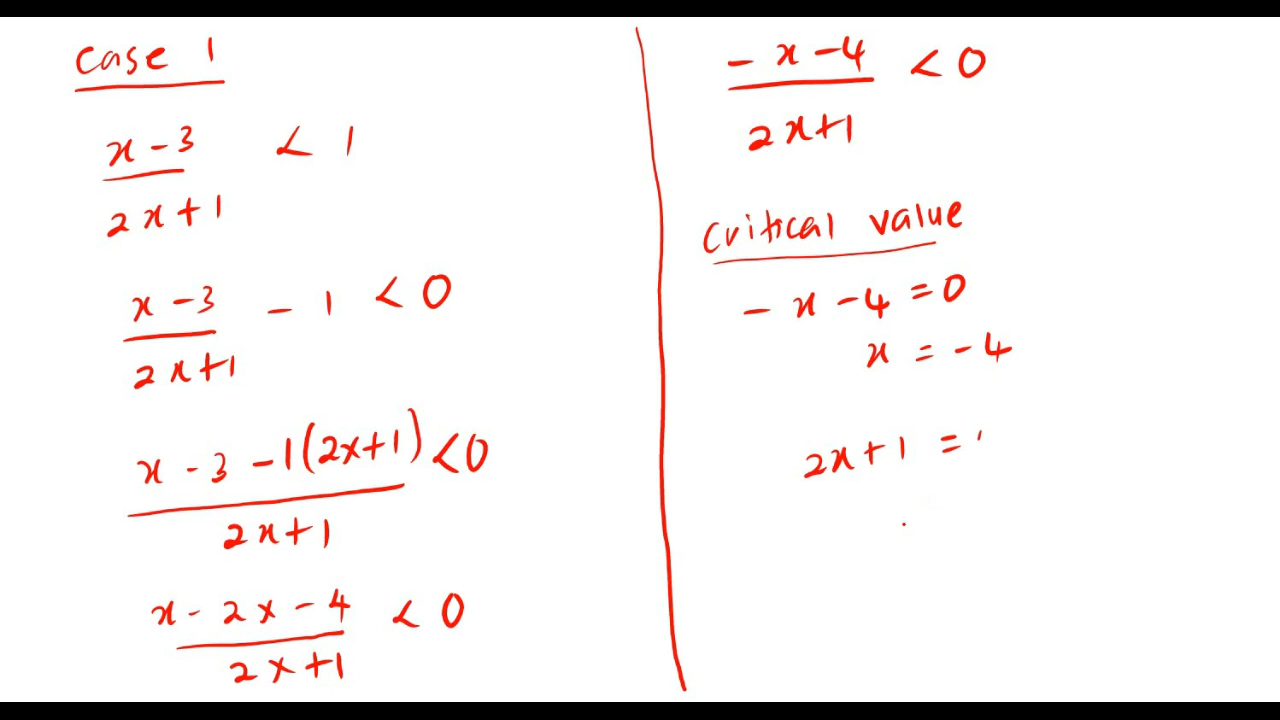 Case 1
x - 3 / 2x + 1 < 1
x - 3 / 2x + 1 - 1 < 0
x - 3 - 1(2x+1) / 2x+1 < 0
x - 2x - 4 / 2x+1 < 0
-x - 4 / 2x+1 < 0
Critical value
-x - 4 = 0
x = -4
2x + 1 =